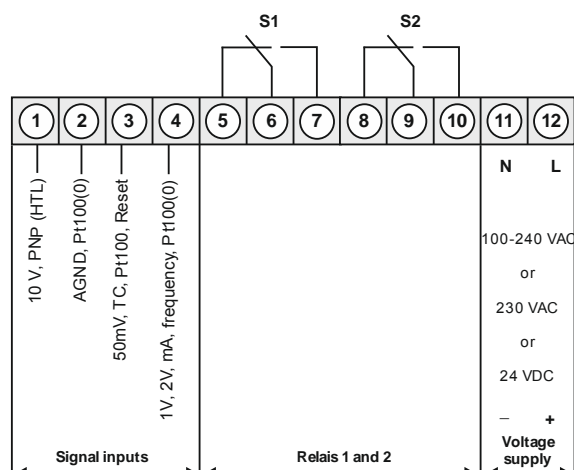 S1
S2
1 2 3 4 5 6 7 8 9 10 11 12
10 V, PNP (HTL)
AGND, Pt100(0)
50mV, TC, Pt100, Reset
1V, 2V, mA, frequency, Pt100(0)
N L
100-240 VAC
or
230 VAC
or
24 VDC
– +
Signal inputs
Relais 1 and 2
Voltage
supply